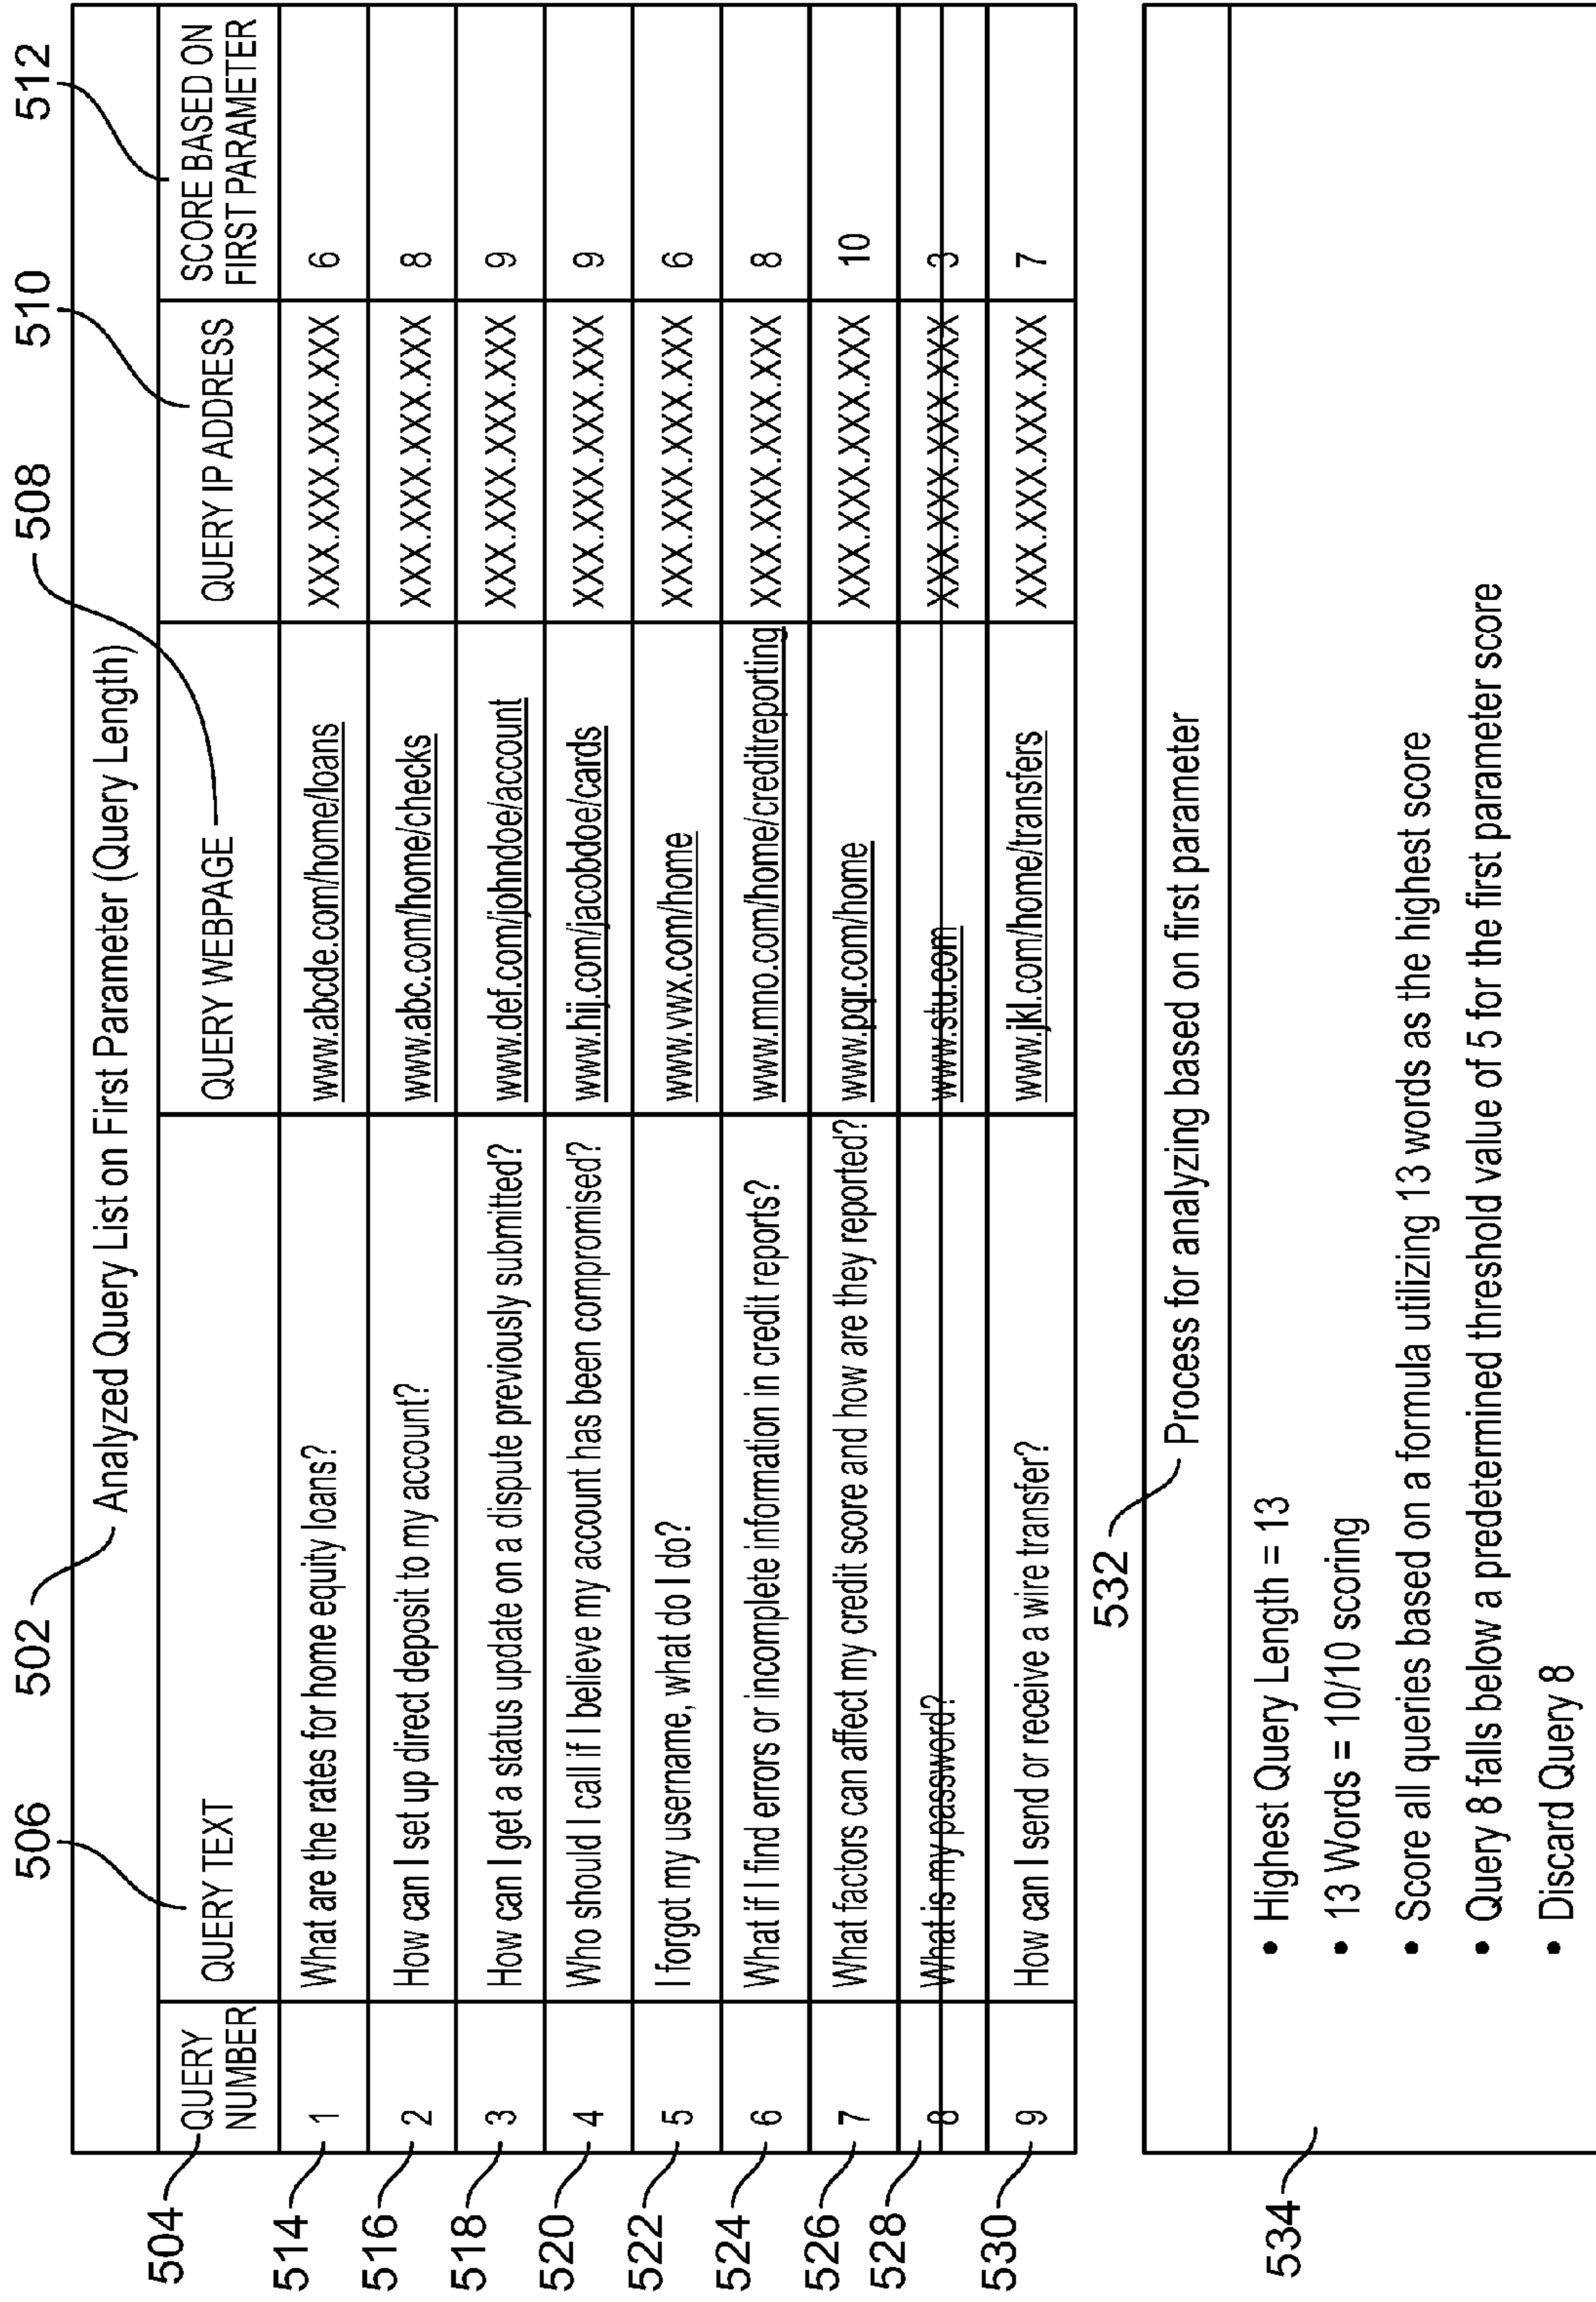 502
Analyzed Query List on First Parameter (Query Length)
504
506
508
510
512
QUERY NUMBER QUERY TEXT QUERY WEBPAGE QUERY IP ADDRESS SCORE BASED ON FIRST PARAMETER
514 1 What are the rates for home equity loans? www.abcde.com/home/loans XXX.XXX.XXX.XXX 6
516 2 How can I set up direct deposit to my account? www.abc.com/home/checks XXX.XXX.XXX.XXX 8
518 3 How can I get a status update on a dispute previously submitted? www.def.com/johndoe/account XXX.XXX.XXX.XXX 9
520 4 Who should I call if I believe my account has been compromised? www.hij.com/jacobdoe/cards XXX.XXX.XXX.XXX 9
522 5 I forgot my username, what do I do? www.vwx.com/home XXX.XXX.XXX.XXX 6
524 6 What if I find errors or incomplete information in credit reports? www.mno.com/home/creditreporting XXX.XXX.XXX.XXX 8
526 7 What factors can affect my credit score and how are they reported? www.pqr.com/home XXX.XXX.XXX.XXX 10
528 8 What is my password? www.stu.com XXX.XXX.XXX.XXX 3
530 9 How can I send or receive a wire transfer? www.jkl.com/home/transfers XXX.XXX.XXX.XXX 7
532
Process for analyzing based on first parameter
534
• Highest Query Length = 13
• 13 Words = 10/10 scoring
• Score all queries based on a formula utilizing 13 words as the highest score
• Query 8 falls below a predetermined threshold value of 5 for the first parameter score
• Discard Query 8